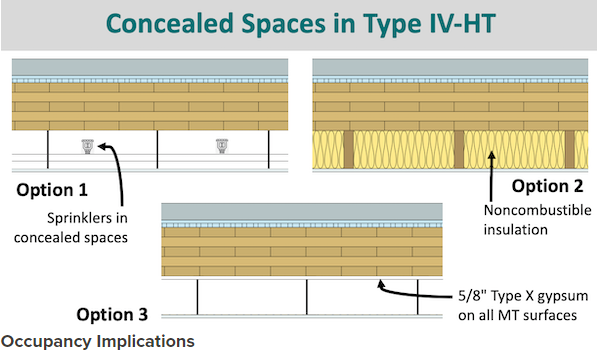 Concealed Spaces in Type IV-HT
Option 1
Sprinklers in
concealed spaces
Option 2
Noncombustible
insulation
Option 3
5/8" Type X gypsum
on all MT surfaces
Occupancy Implications